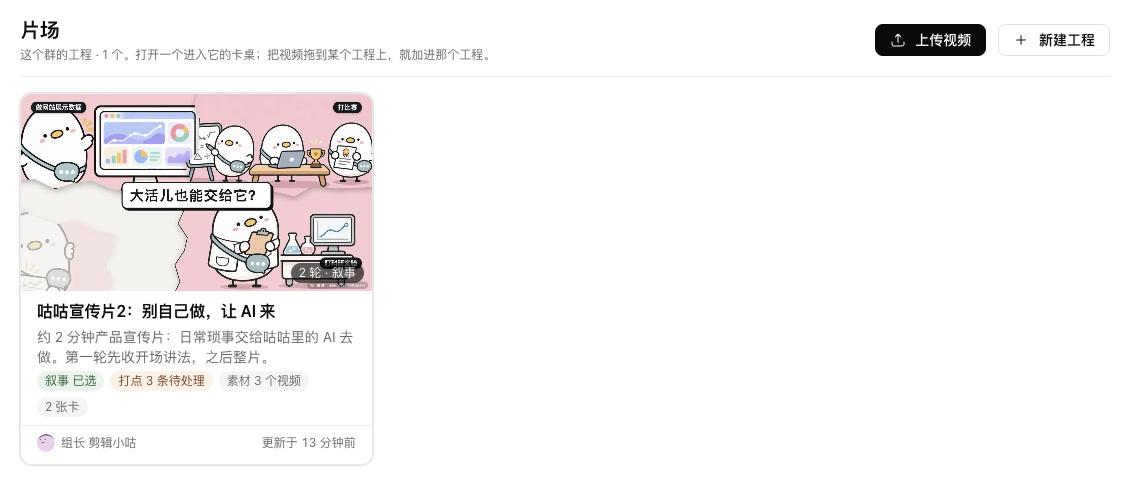 片场
这个群的工程 · 1 个。打开一个进入它的卡桌；把视频拖到某个工程上，就加进那个工程。
上传视频
新建工程
做网站展示数据
打比赛
大活儿也能交给它？
2 轮 · 叙事
咕咕宣传片2：别自己做，让 AI 来
约 2 分钟产品宣传片：日常琐事交给咕咕里的 AI 去
做。第一轮先收开场讲法，之后整片。
叙事 已选
打点 3 条待处理
素材 3 个视频
2 张卡
组长 剪辑小咕
更新于 13 分钟前